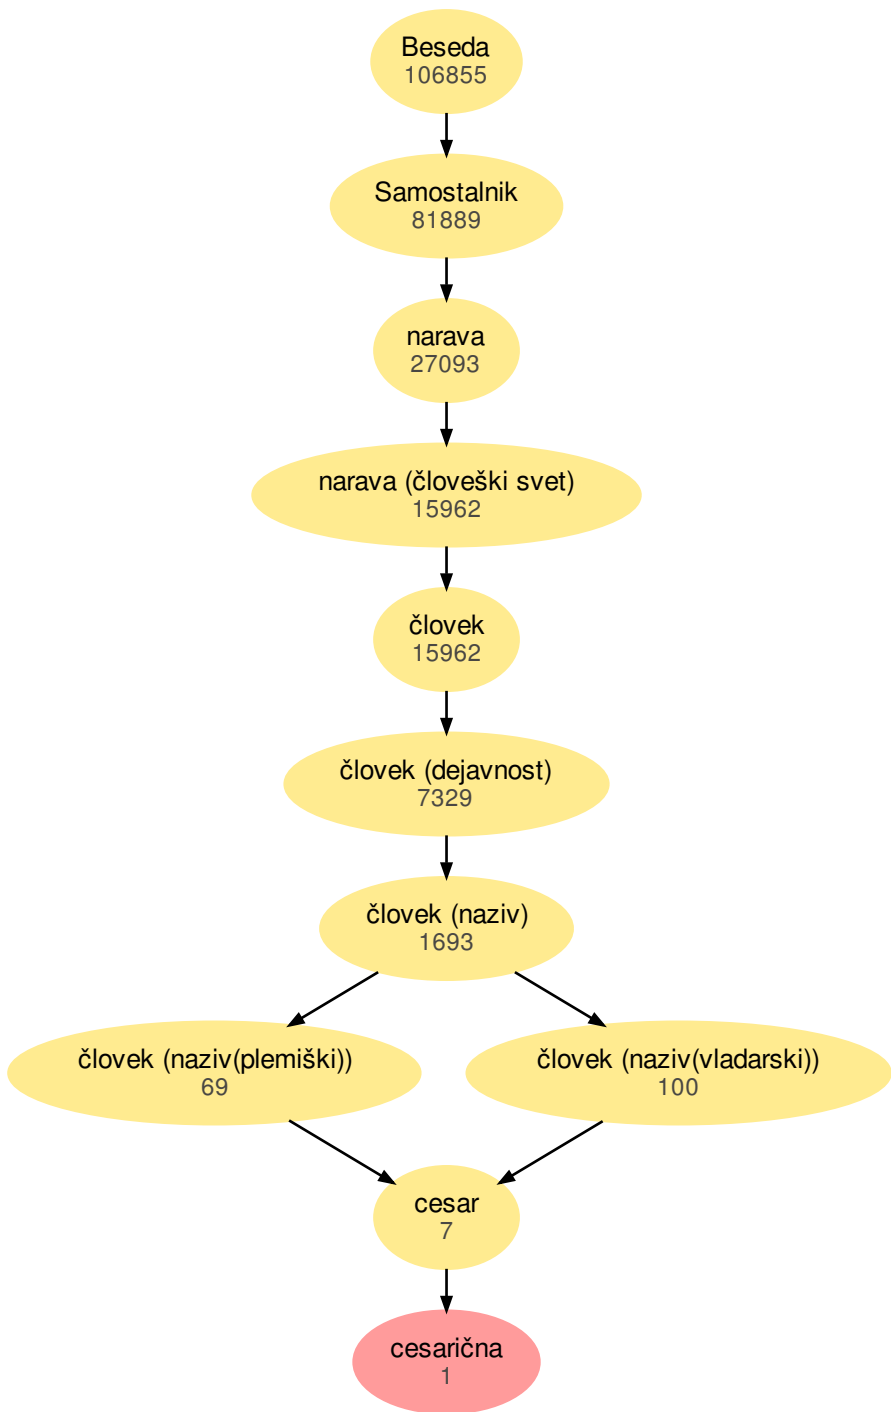 Beseda
106855
Samostalnik
81889
narava
27093
narava (človeški svet)
15962
človek
15962
človek (dejavnost)
7329
človek (naziv)
1693
človek (naziv(plemiški))
69
človek (naziv(vladarski))
100
cesar
7
cesarična
1